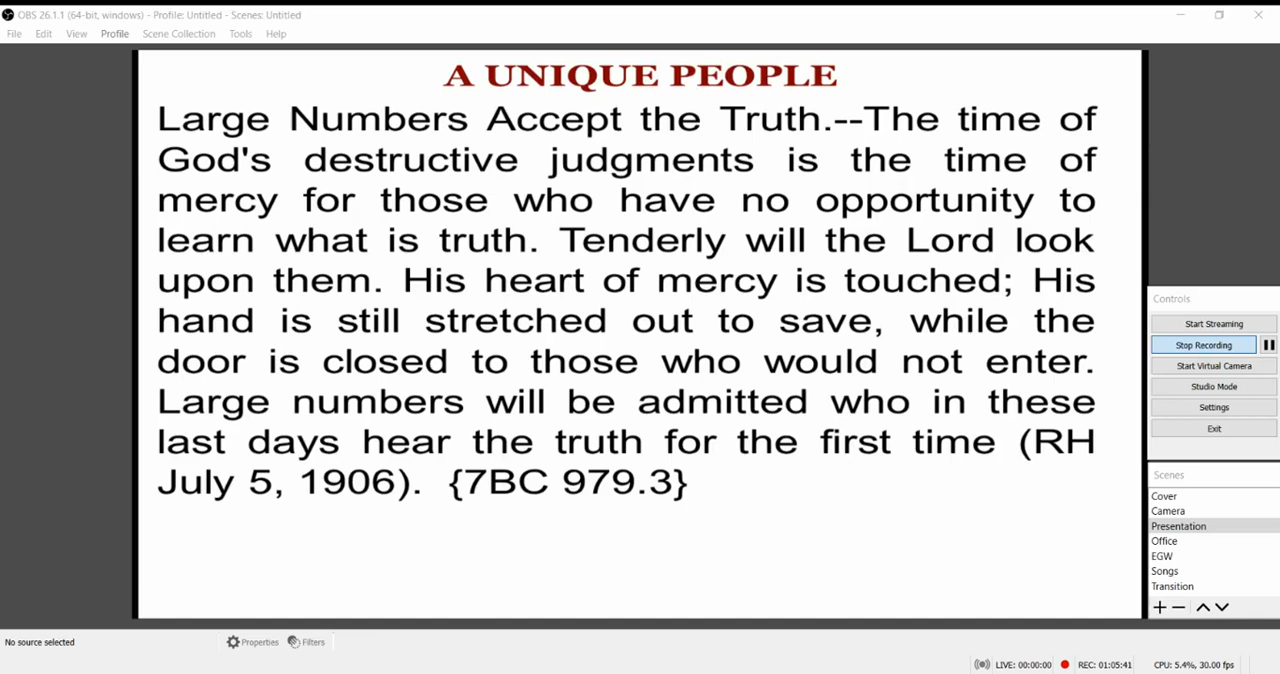 OBS 26.1.1 (64-bit, windows) - Profile: Untitled - Scenes: Untitled
File Edit View Profile Scene Collection Tools Help
A UNIQUE PEOPLE
Large Numbers Accept the Truth.--The time of
God's destructive judgments is the time of
mercy for those who have no opportunity to
learn what is truth. Tenderly will the Lord look
upon them. His heart of mercy is touched; His
hand is still stretched out to save, while the
door is closed to those who would not enter.
Large numbers will be admitted who in these
last days hear the truth for the first time (RH
July 5, 1906). {7BC 979.3}
Controls
Start Streaming
Stop Recording
Start Virtual Camera
Studio Mode
Settings
Exit
Scenes
Cover
Camera
Presentation
Office
EGW
Songs
Transition
No source selected Properties Filters
LIVE: 00:00:00 REC: 01:05:41 CPU: 5.4%, 30.00 fps